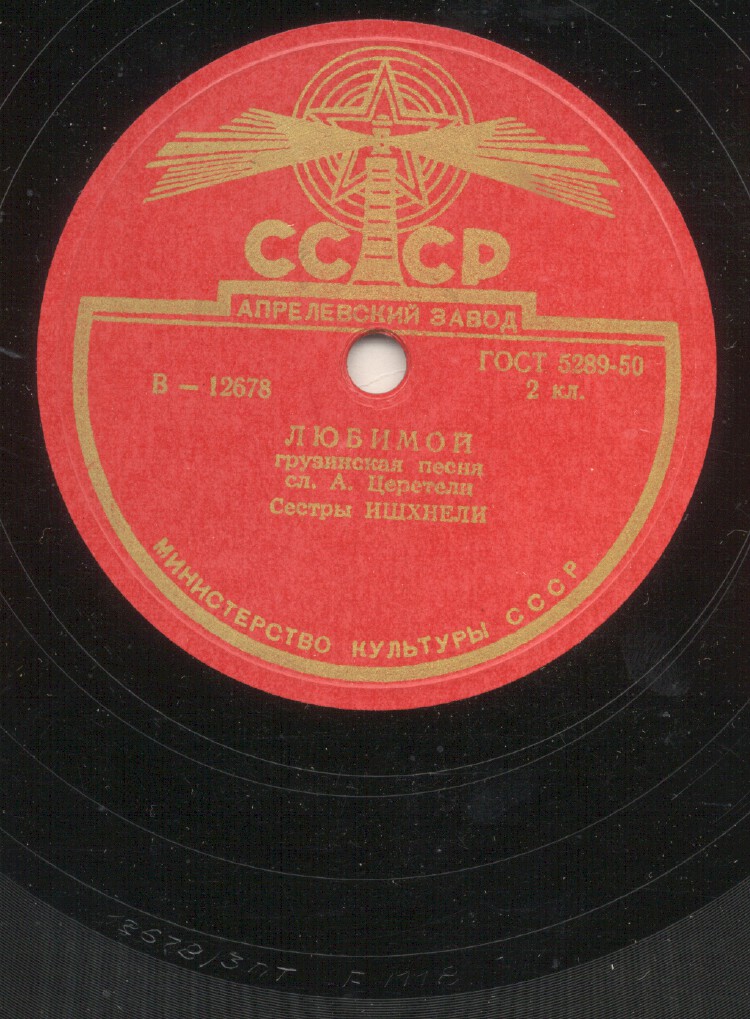 СССР
АПРЕЛЕВСКИЙ ЗАВОД
ГОСТ 5289-50
В — 12678
2 кл.
ЛЮБИМОЙ
грузинская песня
сл. А. Церетели
Сестры ИШХНЕЛИ
МИНИСТЕРСТВО КУЛЬТУРЫ СССР